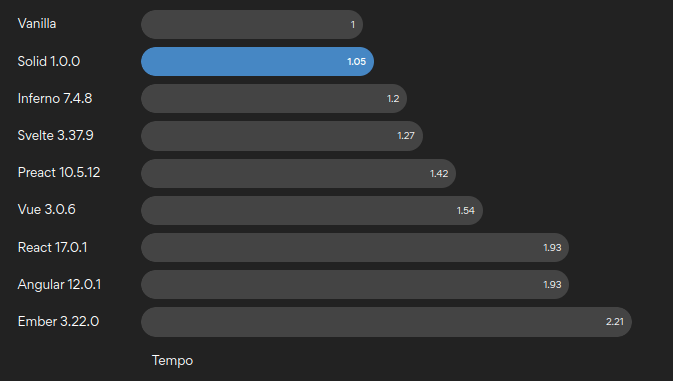 Vanilla 1
Solid 1.0.0 1.05
Inferno 7.4.8 1.2
Svelte 3.37.9 1.27
Preact 10.5.12 1.42
Vue 3.0.6 1.54
React 17.0.1 1.93
Angular 12.0.1 1.93
Ember 3.22.0 2.21
Tempo